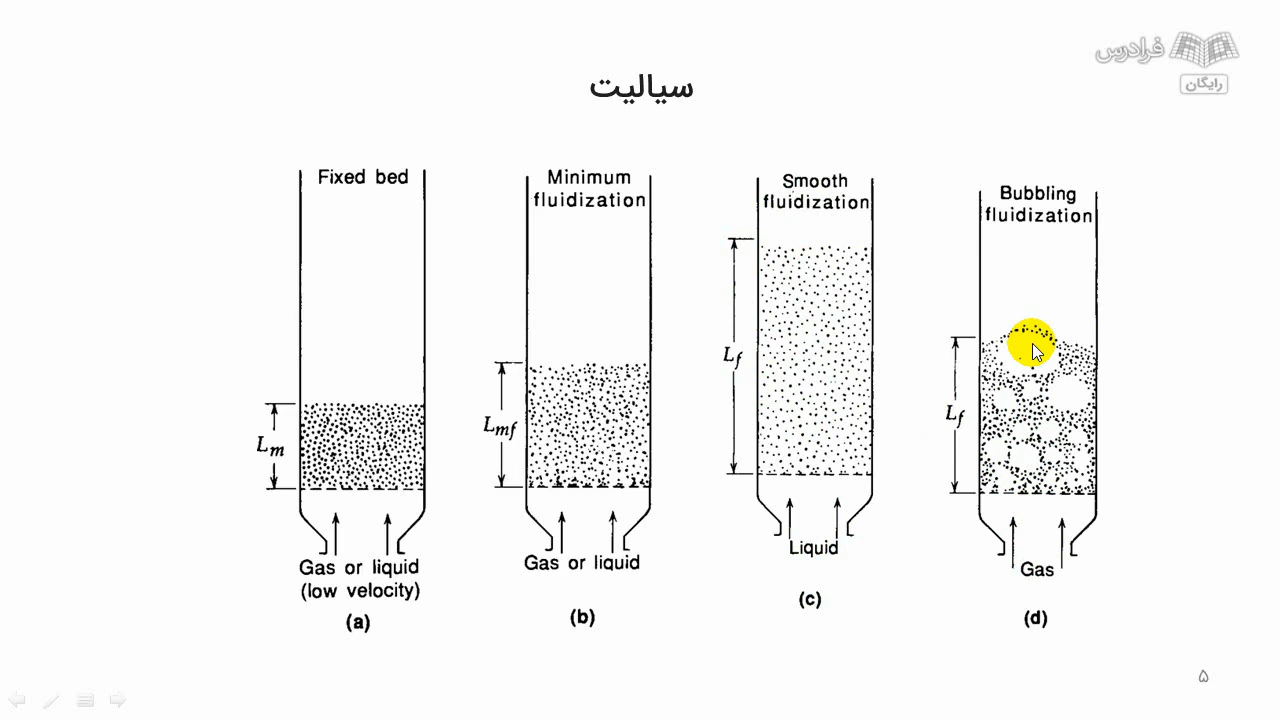 فرادرس
رایگان
سیالیت
Fixed bed
Lm
Gas or liquid
(low velocity)
(a)
Minimum
fluidization
Lmf
Gas or liquid
(b)
Smooth
fluidization
Lf
Liquid
(c)
Bubbling
fluidization
Lf
Gas
(d)
۵